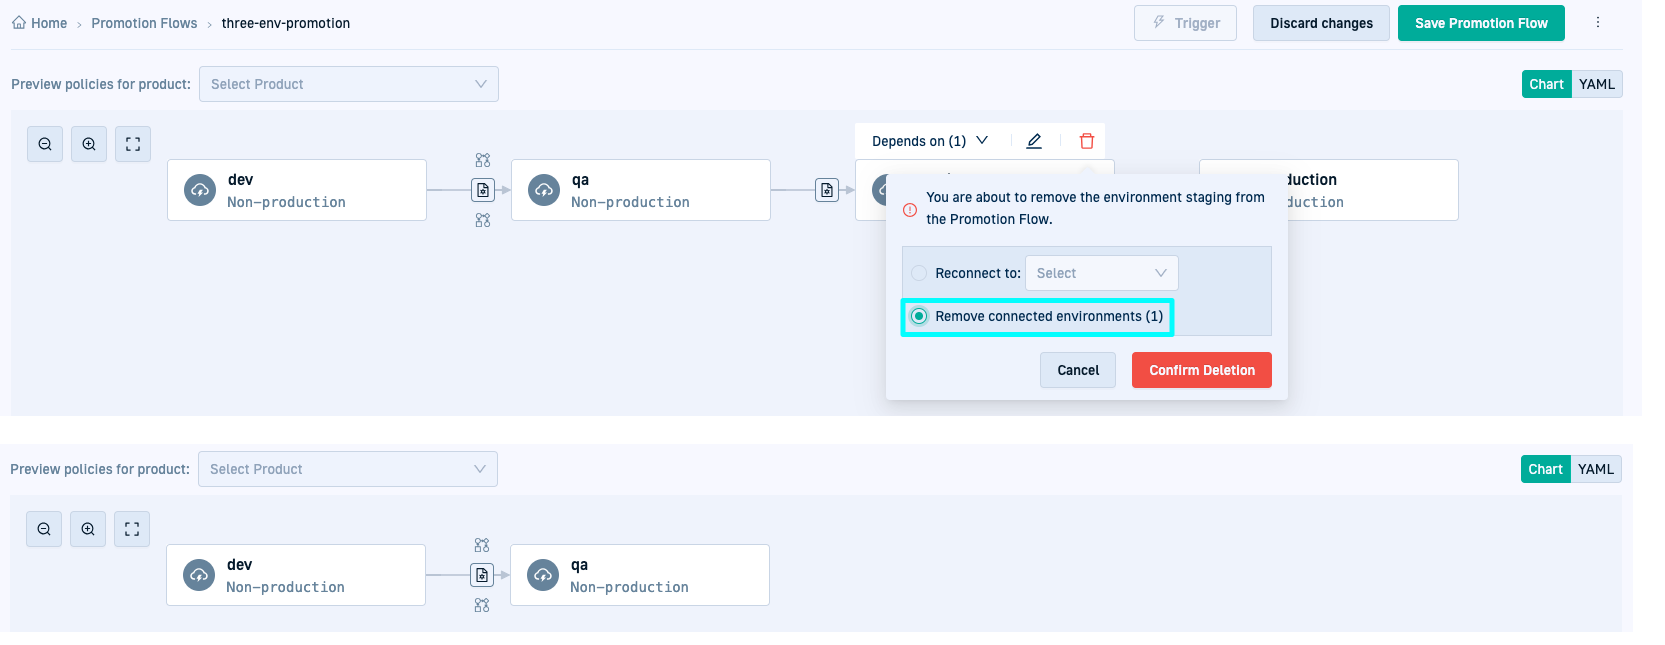 Home > Promotion Flows > three-env-promotion
Trigger
Discard changes
Save Promotion Flow
Preview policies for product:
Select Product
Chart
YAML
Depends on (1)
dev
Non-production
qa
Non-production
duction
duction
You are about to remove the environment staging from
the Promotion Flow.
Reconnect to:
Select
Remove connected environments (1)
Cancel
Confirm Deletion
Preview policies for product:
Select Product
Chart
YAML
dev
Non-production
qa
Non-production